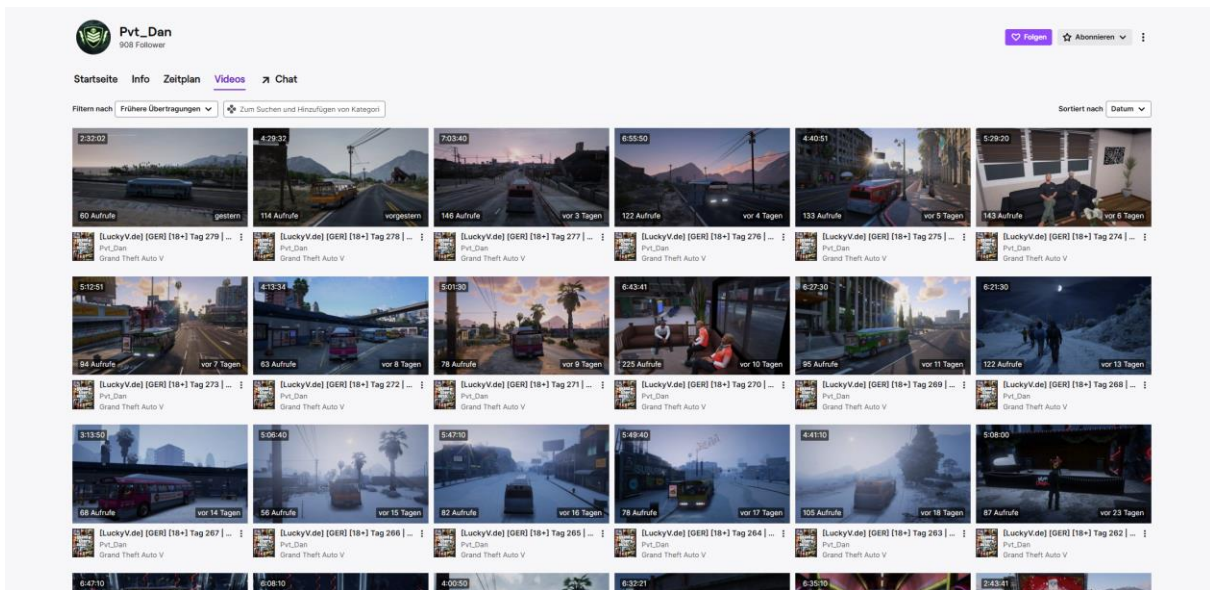 Pvt_Dan
908 Follower
Folgen
Abonnieren
Startseite Info Zeitplan Videos Chat
Filtern nach Frühere Übertragungen Zum Suchen und Hinzufügen von Kategori
Sortiert nach Datum
2:32:02 4:29:32 7:03:40 6:55:50 4:40:51 5:29:20
60 Aufrufe gestern 114 Aufrufe vorgestern 146 Aufrufe vor 3 Tagen 122 Aufrufe vor 4 Tagen 133 Aufrufe vor 5 Tagen 143 Aufrufe vor 6 Tagen
[LuckyV.de] [GER] [18+] Tag 279 | ... [LuckyV.de] [GER] [18+] Tag 278 | ... [LuckyV.de] [GER] [18+] Tag 277 | ... [LuckyV.de] [GER] [18+] Tag 276 | ... [LuckyV.de] [GER] [18+] Tag 275 | ... [LuckyV.de] [GER] [18+] Tag 274 | ...
Pvt_Dan Pvt_Dan Pvt_Dan Pvt_Dan Pvt_Dan Pvt_Dan
Grand Theft Auto V Grand Theft Auto V Grand Theft Auto V Grand Theft Auto V Grand Theft Auto V Grand Theft Auto V
5:12:51 4:13:34 5:01:30 6:43:41 6:27:30 6:21:30
94 Aufrufe vor 7 Tagen 63 Aufrufe vor 8 Tagen 78 Aufrufe vor 9 Tagen 225 Aufrufe vor 10 Tagen 95 Aufrufe vor 11 Tagen 122 Aufrufe vor 13 Tagen
[LuckyV.de] [GER] [18+] Tag 273 | ... [LuckyV.de] [GER] [18+] Tag 272 | ... [LuckyV.de] [GER] [18+] Tag 271 | ... [LuckyV.de] [GER] [18+] Tag 270 | ... [LuckyV.de] [GER] [18+] Tag 269 | ... [LuckyV.de] [GER] [18+] Tag 268 | ...
Pvt_Dan Pvt_Dan Pvt_Dan Pvt_Dan Pvt_Dan Pvt_Dan
Grand Theft Auto V Grand Theft Auto V Grand Theft Auto V Grand Theft Auto V Grand Theft Auto V Grand Theft Auto V
3:13:50 5:06:40 5:47:10 5:49:40 4:41:10 5:08:00
68 Aufrufe vor 14 Tagen 56 Aufrufe vor 15 Tagen 82 Aufrufe vor 16 Tagen 78 Aufrufe vor 17 Tagen 105 Aufrufe vor 18 Tagen 87 Aufrufe vor 23 Tagen
[LuckyV.de] [GER] [18+] Tag 267 | ... [LuckyV.de] [GER] [18+] Tag 266 | ... [LuckyV.de] [GER] [18+] Tag 265 | ... [LuckyV.de] [GER] [18+] Tag 264 | ... [LuckyV.de] [GER] [18+] Tag 263 | ... [LuckyV.de] [GER] [18+] Tag 262 | ...
Pvt_Dan Pvt_Dan Pvt_Dan Pvt_Dan Pvt_Dan Pvt_Dan
Grand Theft Auto V Grand Theft Auto V Grand Theft Auto V Grand Theft Auto V Grand Theft Auto V Grand Theft Auto V
6:47:10 6:08:10 4:00:50 6:32:21 6:35:10 2:43:41